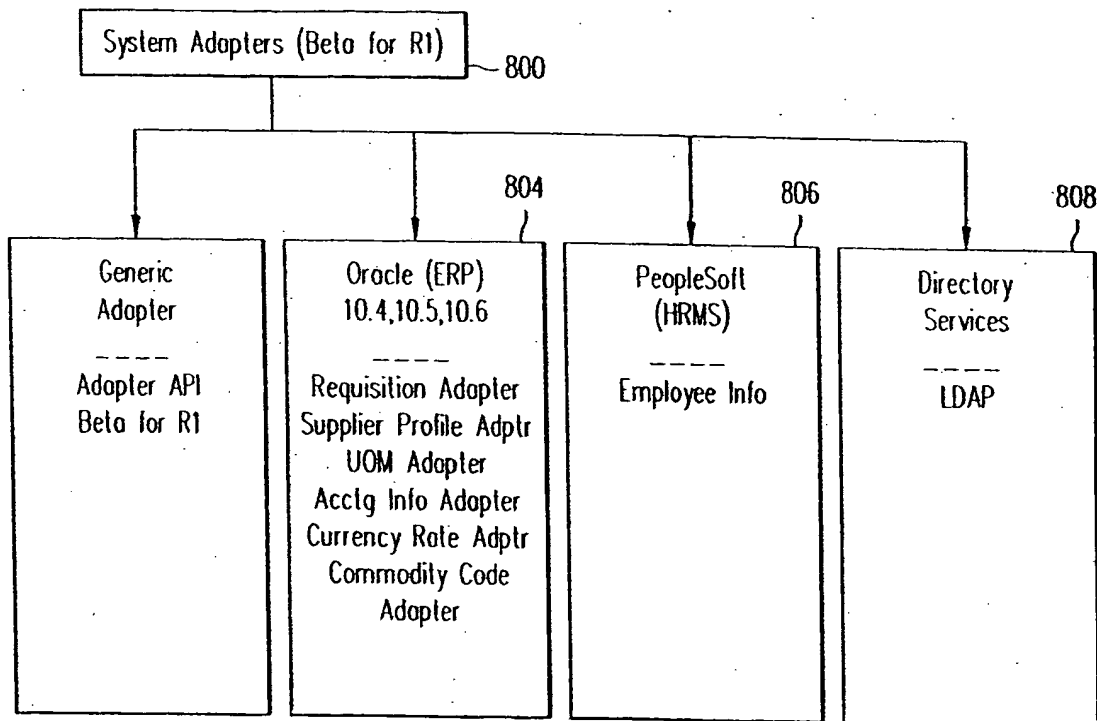 System Adapters (Beta for R1)
800
804
806
808
Generic
Adapter
Adapter API
Beta for R1
Oracle (ERP)
10.4,10.5,10.6
Requisition Adapter
Supplier Profile Adptr
UOM Adapter
Acctg Info Adapter
Currency Rate Adptr
Commodity Code
Adapter
PeopleSoft
(HRMS)
Employee Info
Directory
Services
LDAP